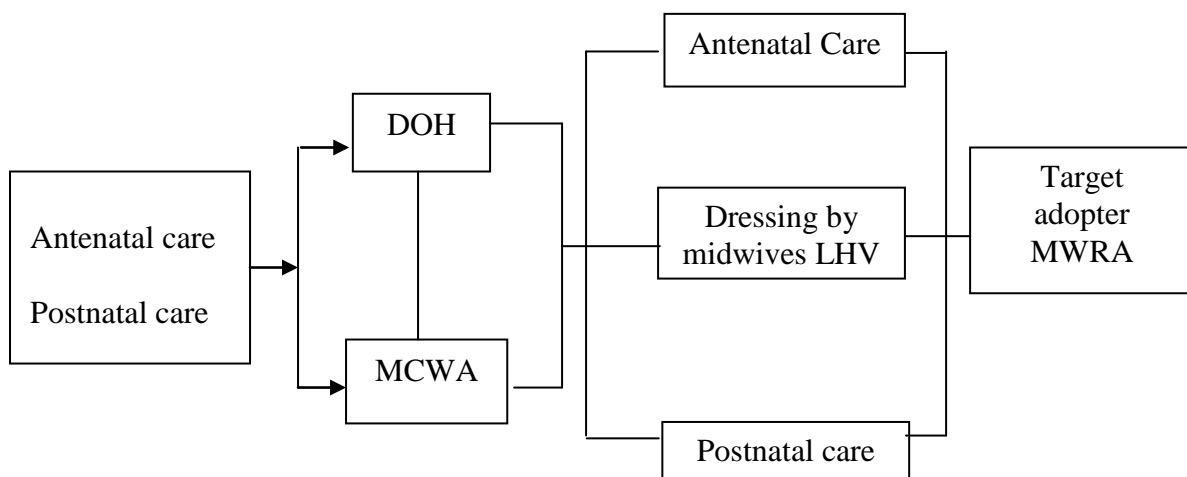 Antenatal care
Postnatal care
DOH
MCWA
Antenatal Care
Dressing by
midwives LHV
Postnatal care
Target
adopter
MWRA